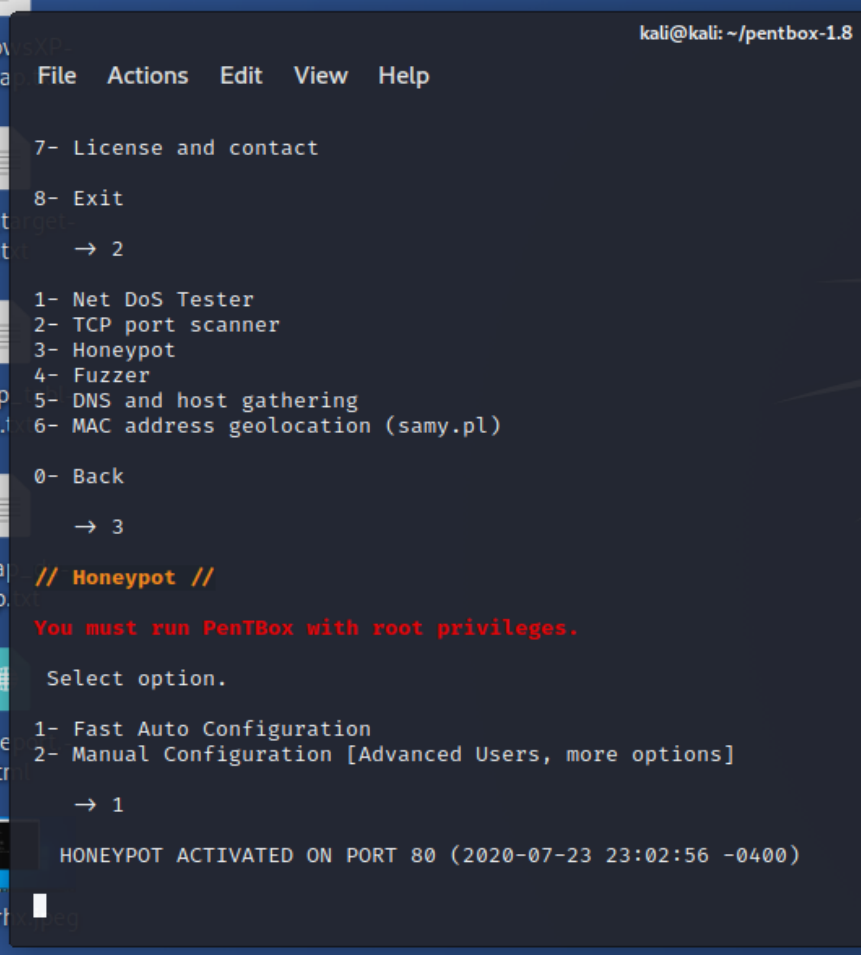 kali@kali: ~/pentbox-1.8
File Actions Edit View Help
7- License and contact
8- Exit
→ 2
1- Net DoS Tester
2- TCP port scanner
3- Honeypot
4- Fuzzer
5- DNS and host gathering
6- MAC address geolocation (samy.pl)
0- Back
→ 3
// Honeypot //
You must run PenTBox with root privileges.
Select option.
1- Fast Auto Configuration
2- Manual Configuration [Advanced Users, more options]
→ 1
HONEYPOT ACTIVATED ON PORT 80 (2020-07-23 23:02:56 -0400)